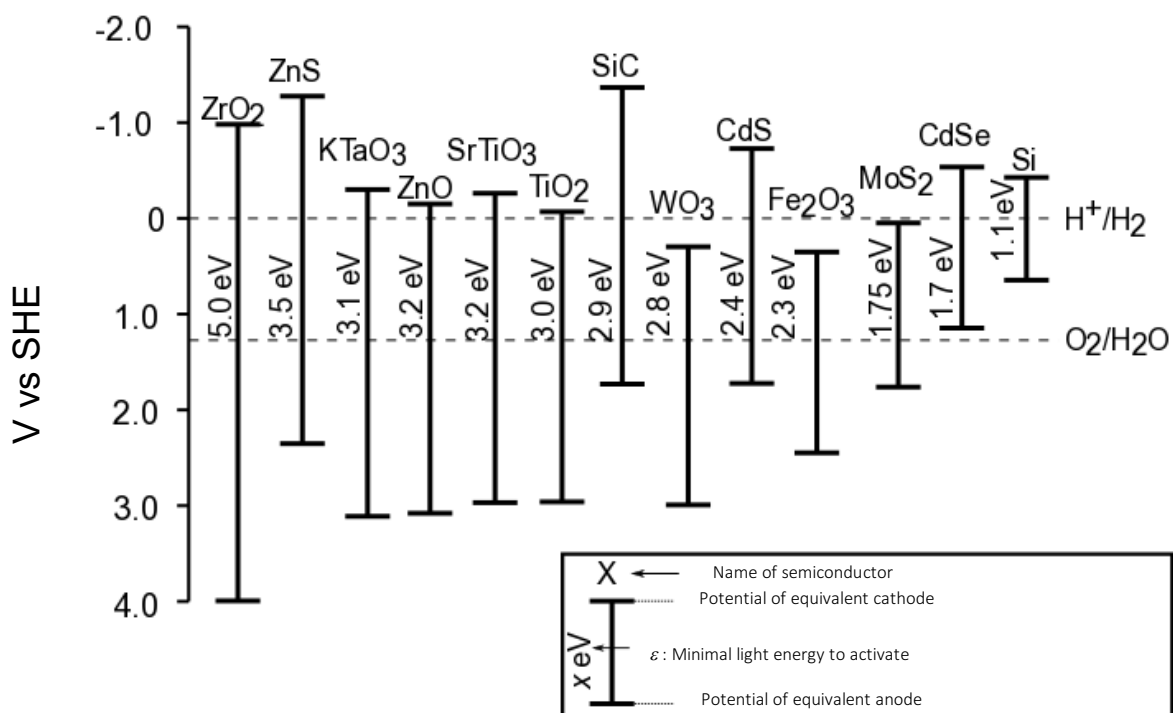 V vs SHE
-2.0
-1.0
0
1.0
2.0
3.0
4.0
ZrO₂
5.0 eV
ZnS
3.5 eV
KTaO₃
3.1 eV
ZnO
3.2 eV
SrTiO₃
3.2 eV
TiO₂
3.0 eV
SiC
2.9 eV
WO₃
2.8 eV
CdS
2.4 eV
Fe₂O₃
2.3 eV
MoS₂
1.75 eV
CdSe
1.7 eV
Si
1.1 eV
H⁺/H₂
O₂/H₂O
X
Name of semiconductor
Potential of equivalent cathode
x eV
ε : Minimal light energy to activate
Potential of equivalent anode